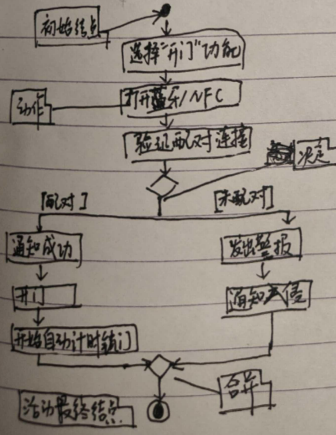 初始结点
选择"开门"功能
动作
打开蓝牙/NFC
验证配对连接
决定
[配对]
[未配对]
通知成功
发出警报
开门
通知
开始自动计时锁门
合并
活动最终结点